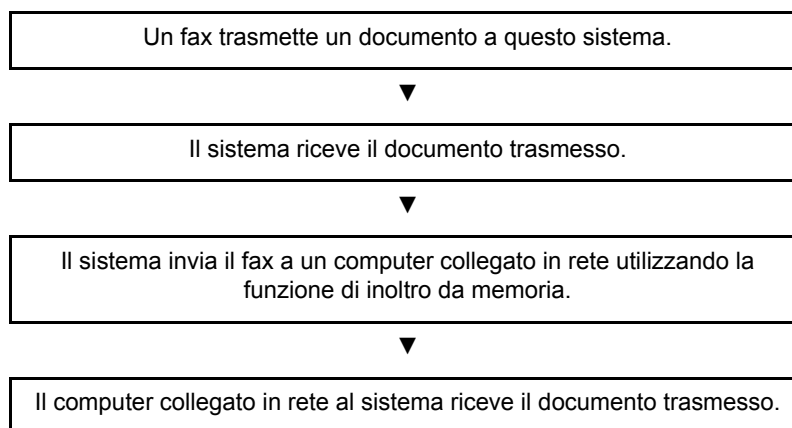 Un fax trasmette un documento a questo sistema.
▼
Il sistema riceve il documento trasmesso.
▼
Il sistema invia il fax a un computer collegato in rete utilizzando la
funzione di inoltro da memoria.
▼
Il computer collegato in rete al sistema riceve il documento trasmesso.